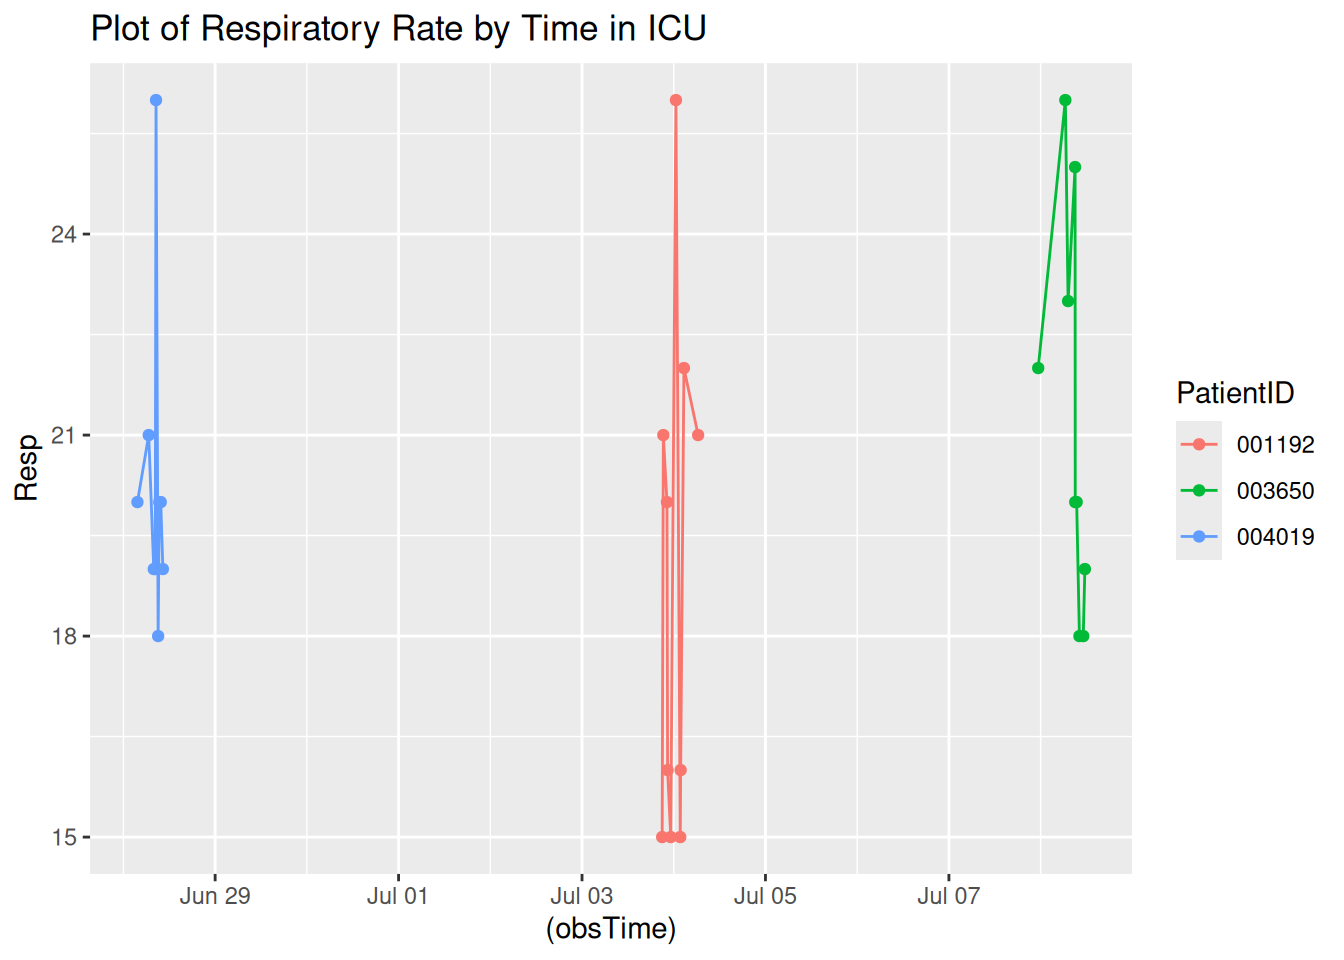 Plot of Respiratory Rate by Time in ICU
24
21
18
15
Resp
Jun 29
Jul 01
Jul 03
Jul 05
Jul 07
(obsTime)
PatientID
001192
003650
004019